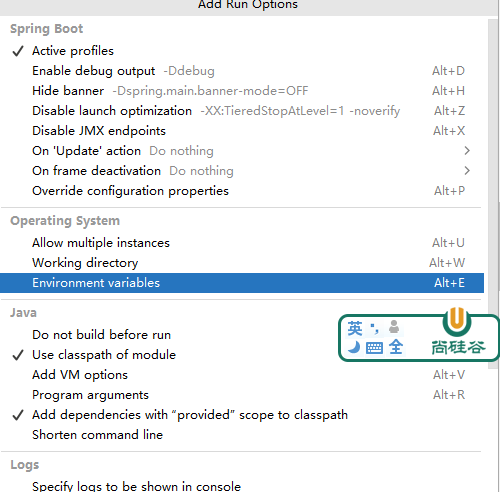 Add Run Options
Spring Boot
Active profiles
Enable debug output -Ddebug Alt+D
Hide banner -Dspring.main.banner-mode=OFF Alt+H
Disable launch optimization -XX:TieredStopAtLevel=1 -noverify Alt+Z
Disable JMX endpoints Alt+X
On 'Update' action Do nothing
On frame deactivation Do nothing
Override configuration properties Alt+P
Operating System
Allow multiple instances Alt+U
Working directory Alt+W
Environment variables Alt+E
Java
Do not build before run
英 •,
Use classpath of module
全 尚硅谷
Add VM options Alt+V
Program arguments Alt+R
Add dependencies with “provided” scope to classpath
Shorten command line
Logs
Specify logs to be shown in console